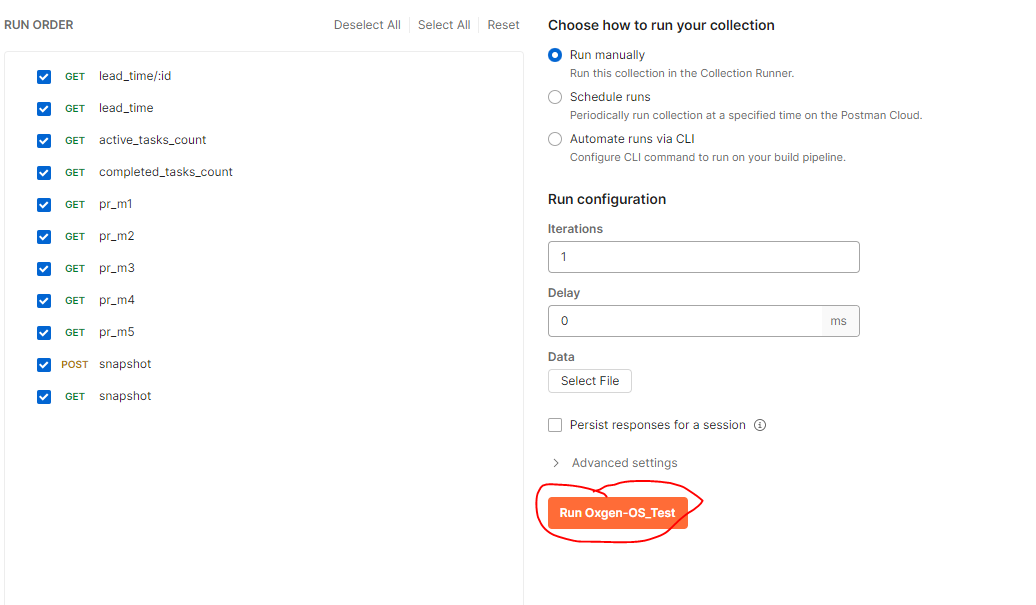 RUN ORDER
Deselect All
Select All
Reset
GET lead_time/:id
GET lead_time
GET active_tasks_count
GET completed_tasks_count
GET pr_m1
GET pr_m2
GET pr_m3
GET pr_m4
GET pr_m5
POST snapshot
GET snapshot
Choose how to run your collection
Run manually
Run this collection in the Collection Runner.
Schedule runs
Periodically run collection at a specified time on the Postman Cloud.
Automate runs via CLI
Configure CLI command to run on your build pipeline.
Run configuration
Iterations
1
Delay
0 ms
Data
Select File
Persist responses for a session
Advanced settings
Run Oxgen-OS_Test